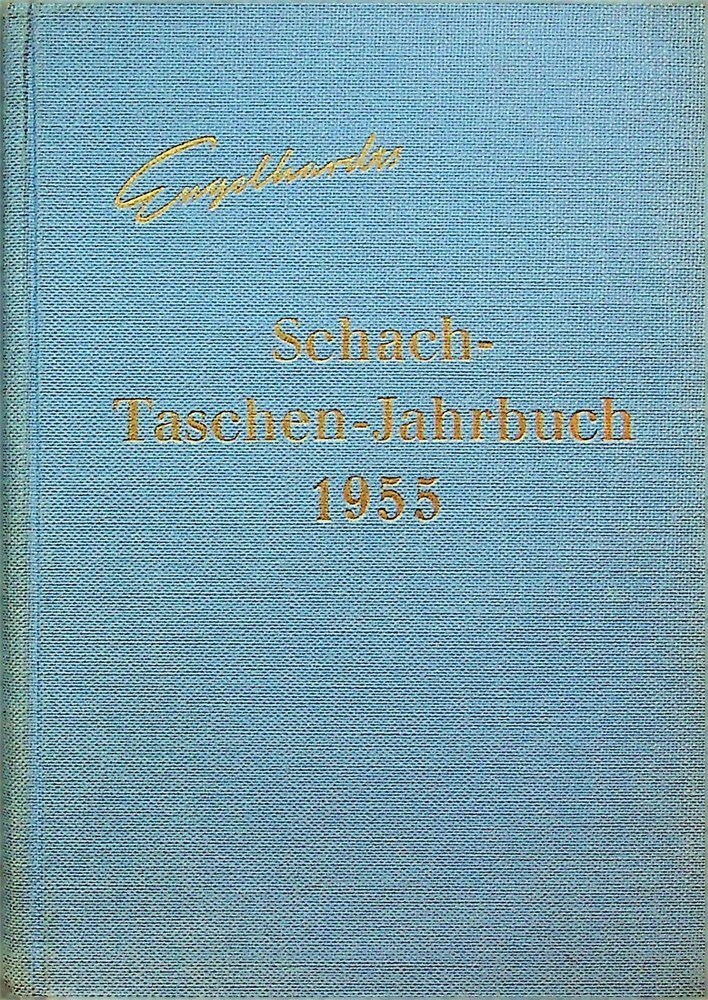 Engelhardts
Schach-
Taschen-Jahrbuch
1955